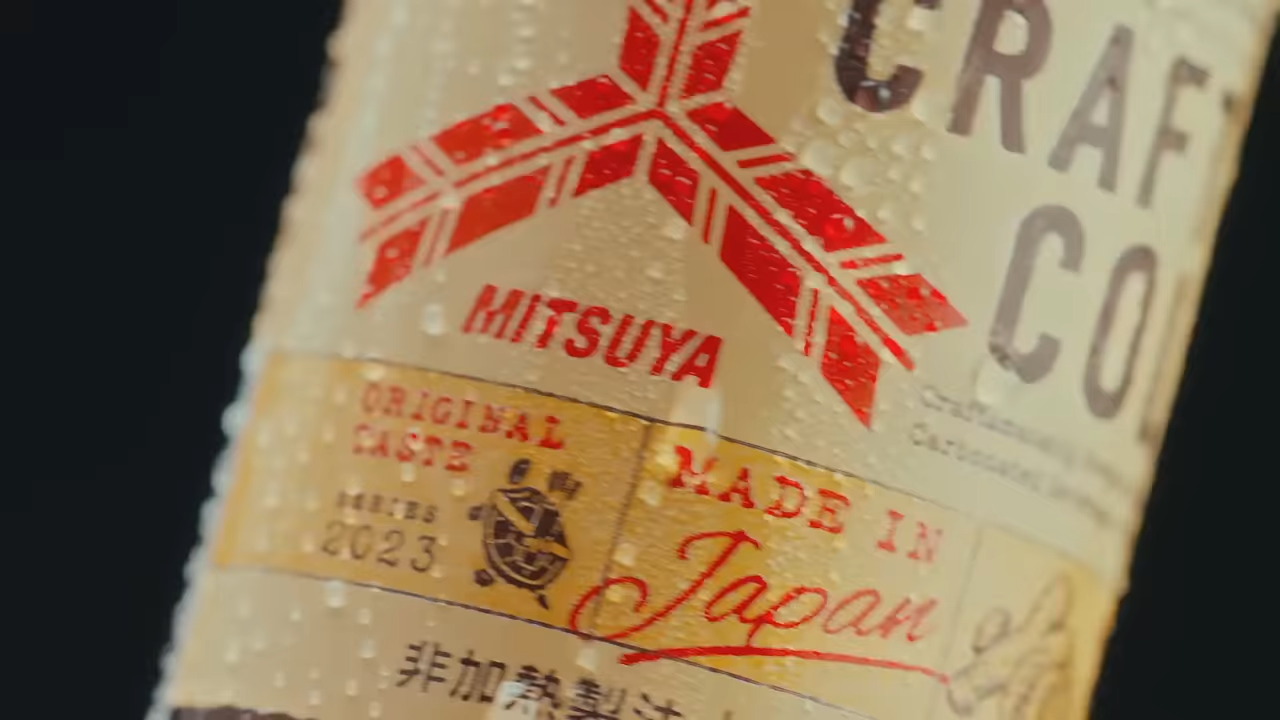 CRAF
CO
MITSUYA
ORIGINAL
TASTE
SERIES
2023
MADE IN
Japan
非加熱製法